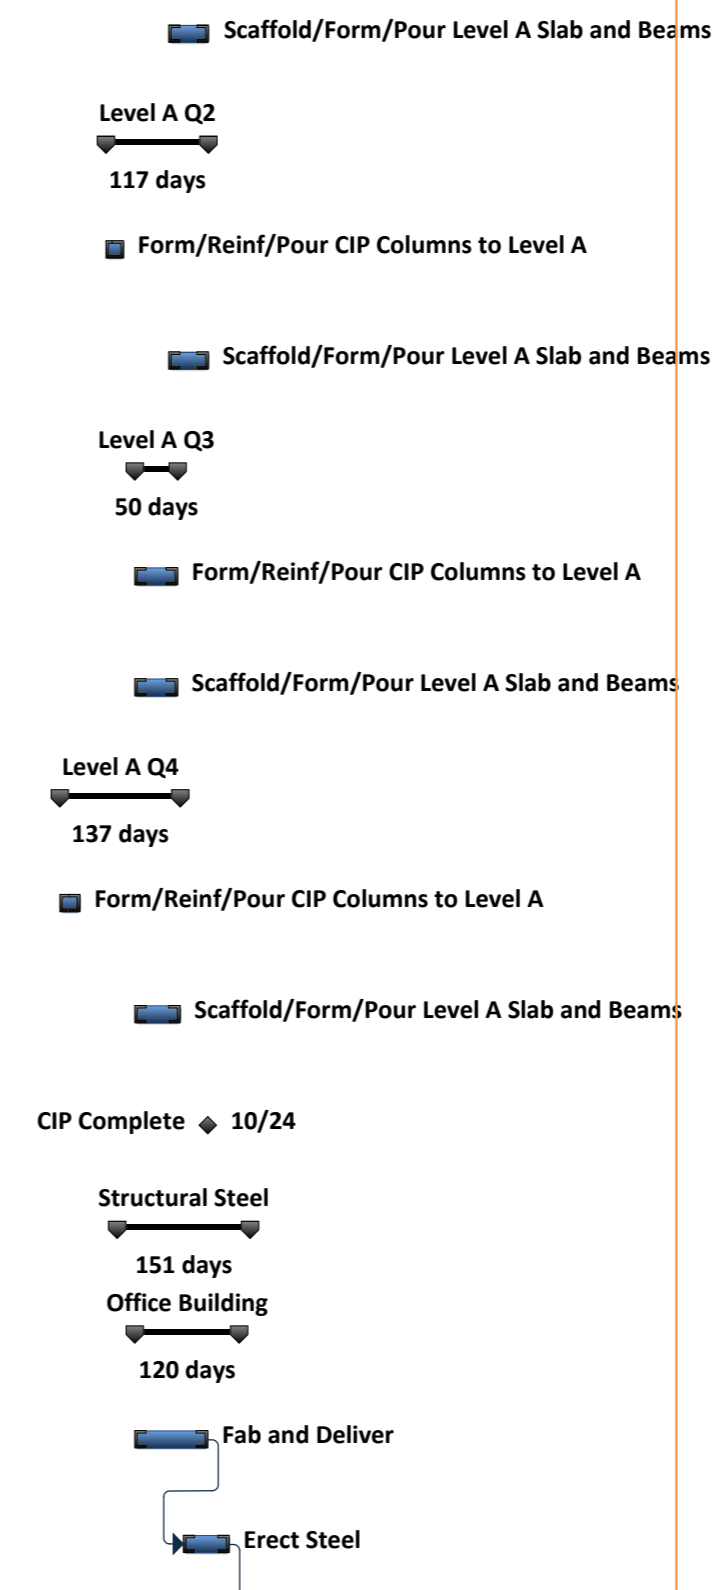 Scaffold/Form/Pour Level A Slab and Beams
Level A Q2
117 days
Form/Reinf/Pour CIP Columns to Level A
Scaffold/Form/Pour Level A Slab and Beams
Level A Q3
50 days
Form/Reinf/Pour CIP Columns to Level A
Scaffold/Form/Pour Level A Slab and Beams
Level A Q4
137 days
Form/Reinf/Pour CIP Columns to Level A
Scaffold/Form/Pour Level A Slab and Beams
CIP Complete 10/24
Structural Steel
151 days
Office Building
120 days
Fab and Deliver
Erect Steel